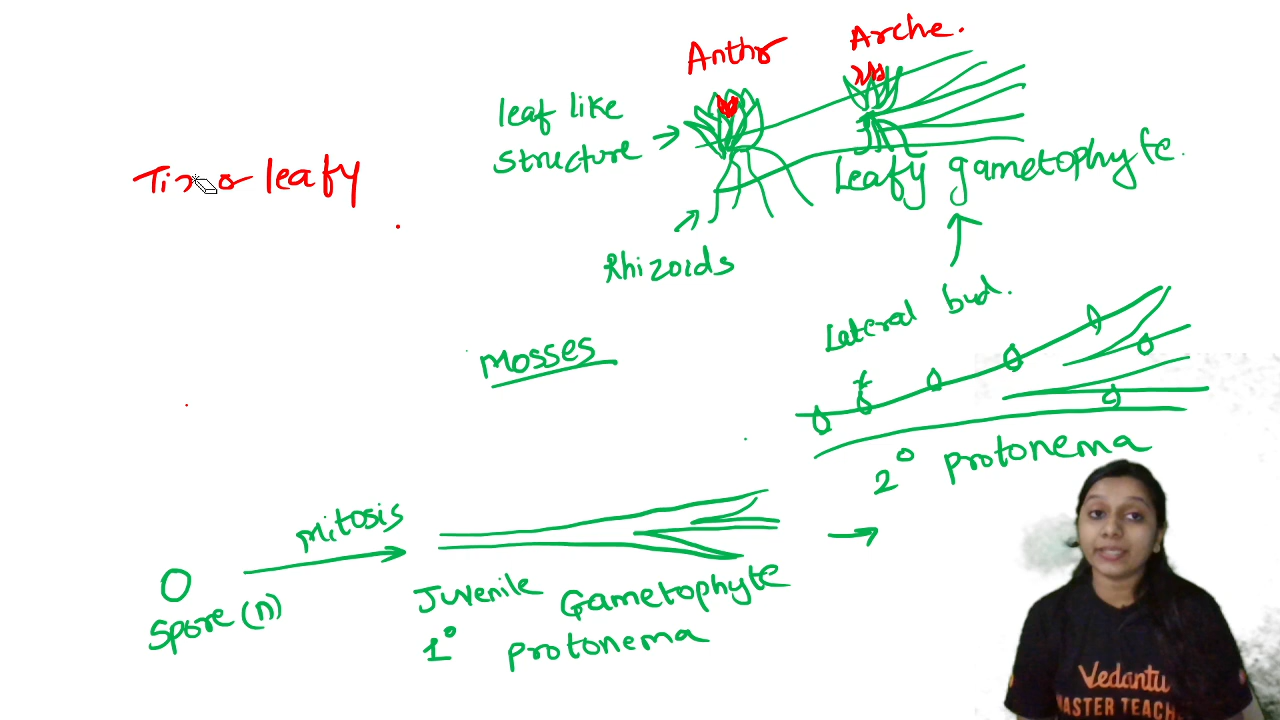 Anthr
Arche.
leaf like
structure
leafy
Leafy gametophyte.
Rhizoids
Lateral bud.
Mosses
2° protonema
mitosis
Spore (n)
Juvenile Gametophyte
1° protonema
Vedantu
MASTER TEACH